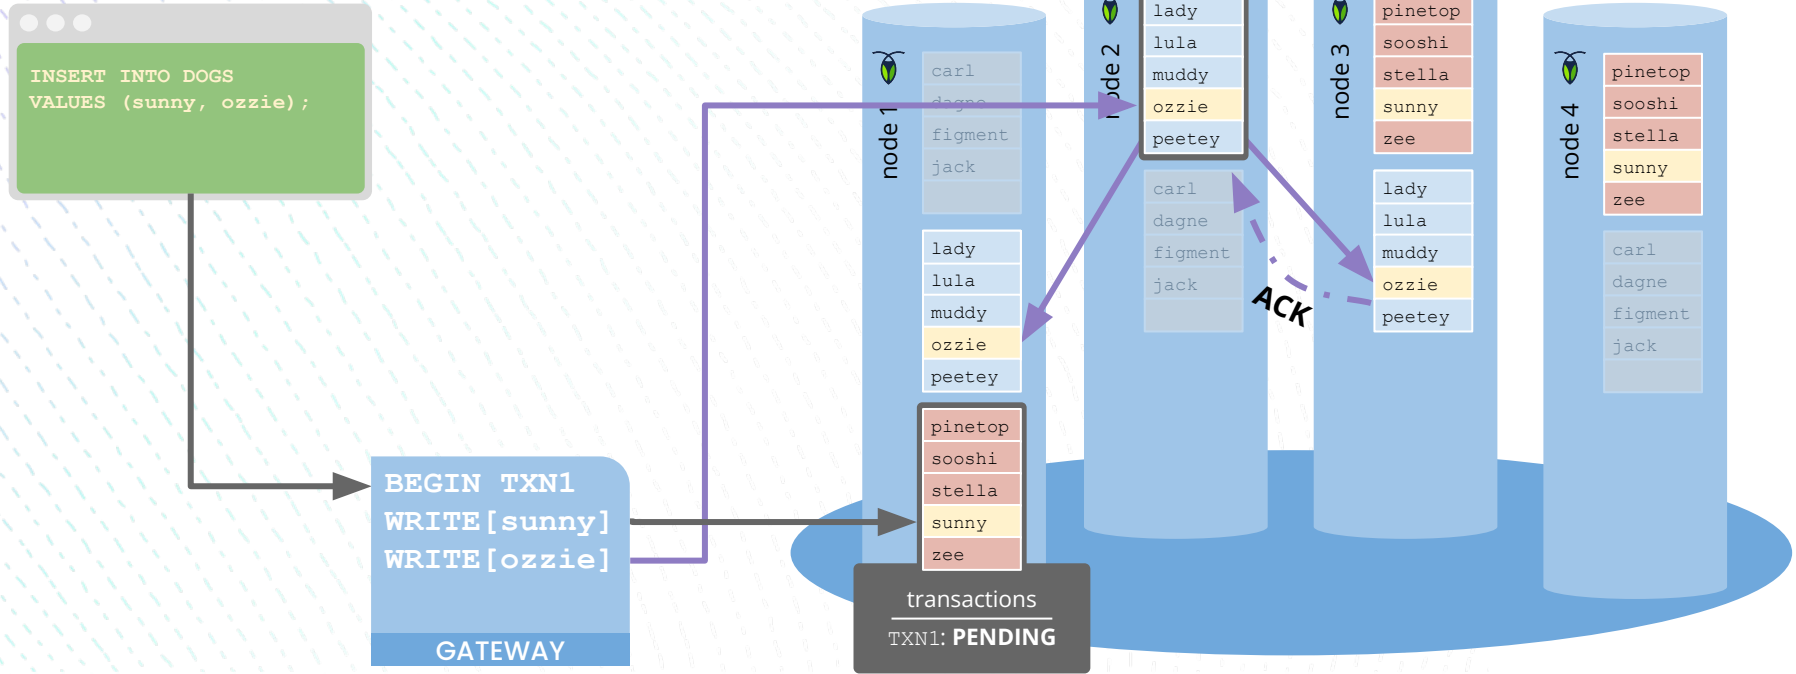 INSERT INTO DOGS
VALUES (sunny, ozzie);
BEGIN TXN1
WRITE[sunny]
WRITE[ozzie]
GATEWAY
node 1
carl
dagne
figment
jack
lady
lula
muddy
ozzie
peetey
pinetop
sooshi
stella
sunny
zee
transactions
TXN1: PENDING
node 2
lady
lula
muddy
ozzie
peetey
carl
dagne
figment
jack
ACK
node 3
pinetop
sooshi
stella
sunny
zee
lady
lula
muddy
ozzie
peetey
node 4
pinetop
sooshi
stella
sunny
zee
carl
dagne
figment
jack